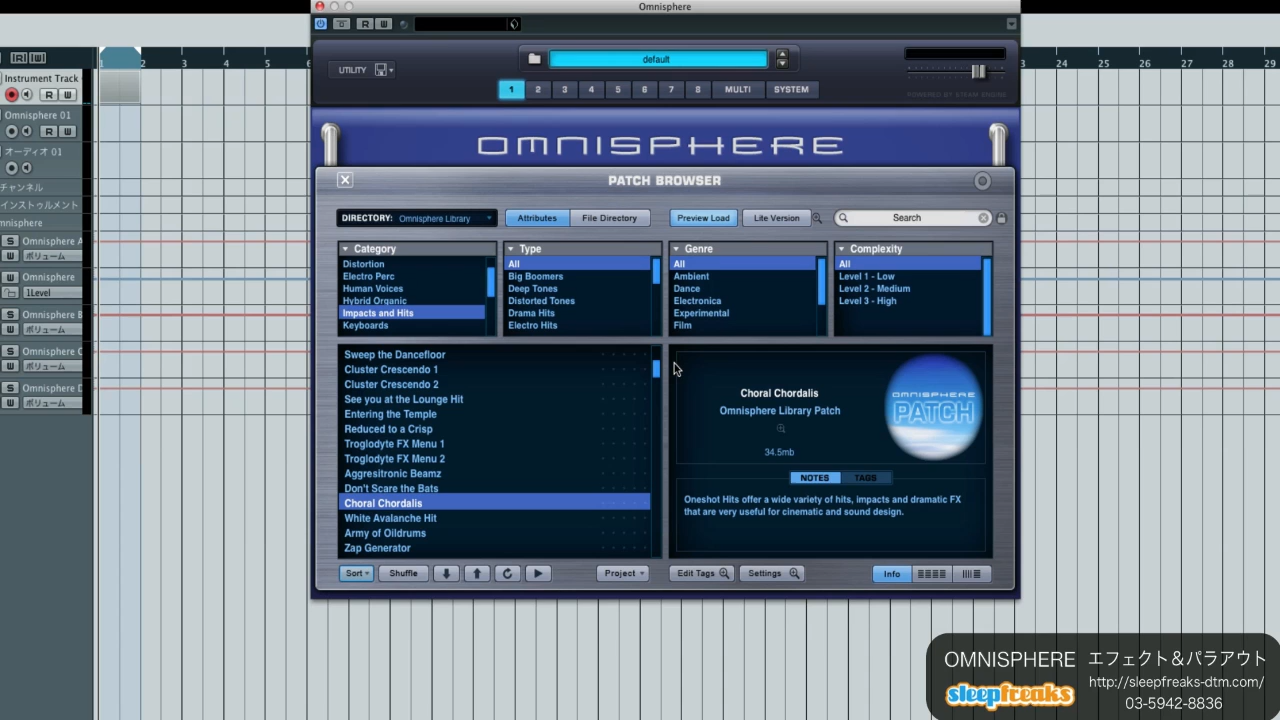 Omnisphere
R W
UTILITY
default
1 2 3 4 5 6 7 8 MULTI SYSTEM
POWERED BY STEAM ENGINE
1 2 3 4 5 6
23 24 25 26 27 28 29
R W
Instrument Track
R W
Omnisphere 01
R W
オーディオ 01
チャンネル
インストゥルメント
nnisphere
S Omnisphere A
W ボリューム
W Omnisphere
1Level
S Omnisphere B
W ボリューム
S Omnisphere C
W ボリューム
S Omnisphere D
W ボリューム
OMNISPHERE
PATCH BROWSER
DIRECTORY: Omnisphere Library
Attributes File Directory
Preview Load Lite Version
Search
Category
Distortion
Electro Perc
Human Voices
Hybrid Organic
Impacts and Hits
Keyboards
Type
All
Big Boomers
Deep Tones
Distorted Tones
Drama Hits
Electro Hits
Genre
All
Ambient
Dance
Electronica
Experimental
Film
Complexity
All
Level 1 - Low
Level 2 - Medium
Level 3 - High
Sweep the Dancefloor
Cluster Crescendo 1
Cluster Crescendo 2
See you at the Lounge Hit
Entering the Temple
Reduced to a Crisp
Troglodyte FX Menu 1
Troglodyte FX Menu 2
Aggresitronic Beamz
Don't Scare the Bats
Choral Chordalis
White Avalanche Hit
Army of Oildrums
Zap Generator
Choral Chordalis
Omnisphere Library Patch
34.5mb
OMNISPHERE
PATCH
NOTES TAGS
Oneshot Hits offer a wide variety of hits, impacts and dramatic FX
that are very useful for cinematic and sound design.
Sort Shuffle Project Edit Tags Settings Info
OMNISPHERE エフェクト＆パラアウト
sleepfreaks http://sleepfreaks-dtm.com/
03-5942-8836